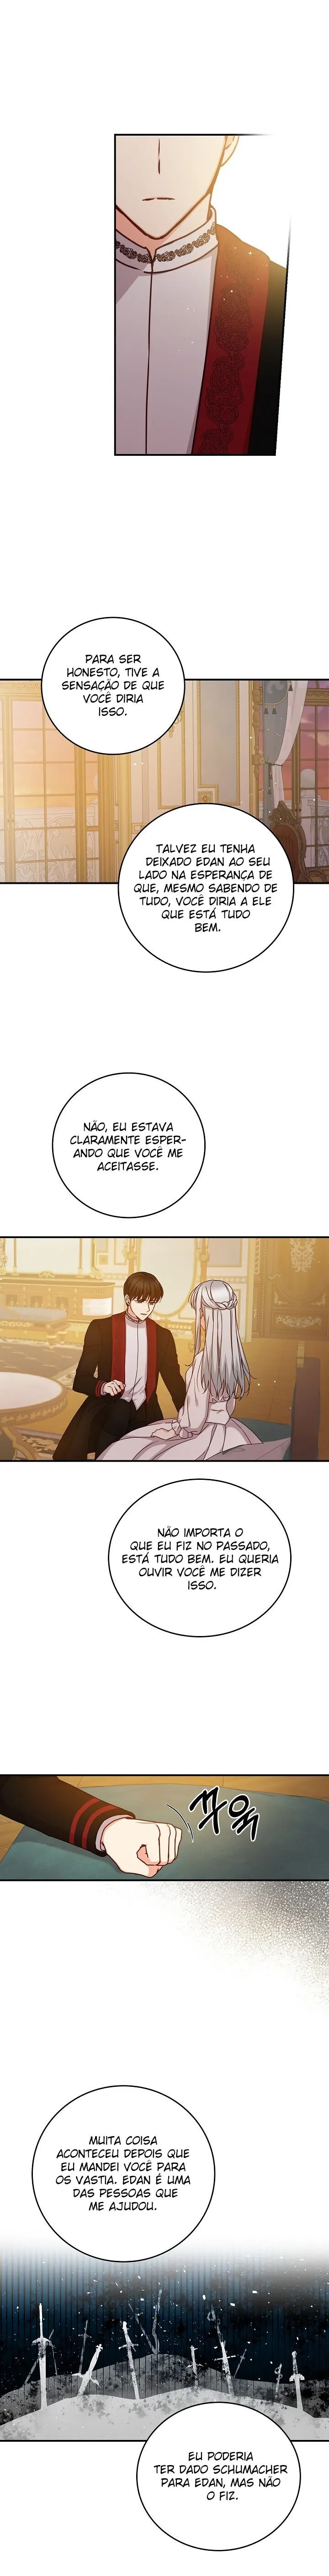 PARA SER
HONESTO, TIVE A
SENSAÇÃO DE QUE
VOCÊ DIRIA
ISSO.
TALVEZ EU TENHA
DEIXADO EDAN AO SEU
LADO NA ESPERANÇA DE
QUE, MESMO SABENDO DE
TUDO, VOCÊ DIRIA A ELE
QUE ESTÁ TUDO
BEM.
NÃO, EU ESTAVA
CLARAMENTE ESPER-
ANDO QUE VOCÊ ME
ACEITASSE.
NÃO IMPORTA O
QUE EU FIZ NO PASSADO,
ESTÁ TUDO BEM. EU QUERIA
OUVIR VOCÊ ME DIZER
ISSO.
꾸욱
MUITA COISA
ACONTECEU DEPOIS QUE
EU MANDEI VOCÊ PARA
OS VASTIA. EDAN É UMA
DAS PESSOAS QUE
ME AJUDOU.
EU PODERIA
TER DADO SCHUMACHER
PARA EDAN, MAS NÃO
O FIZ.